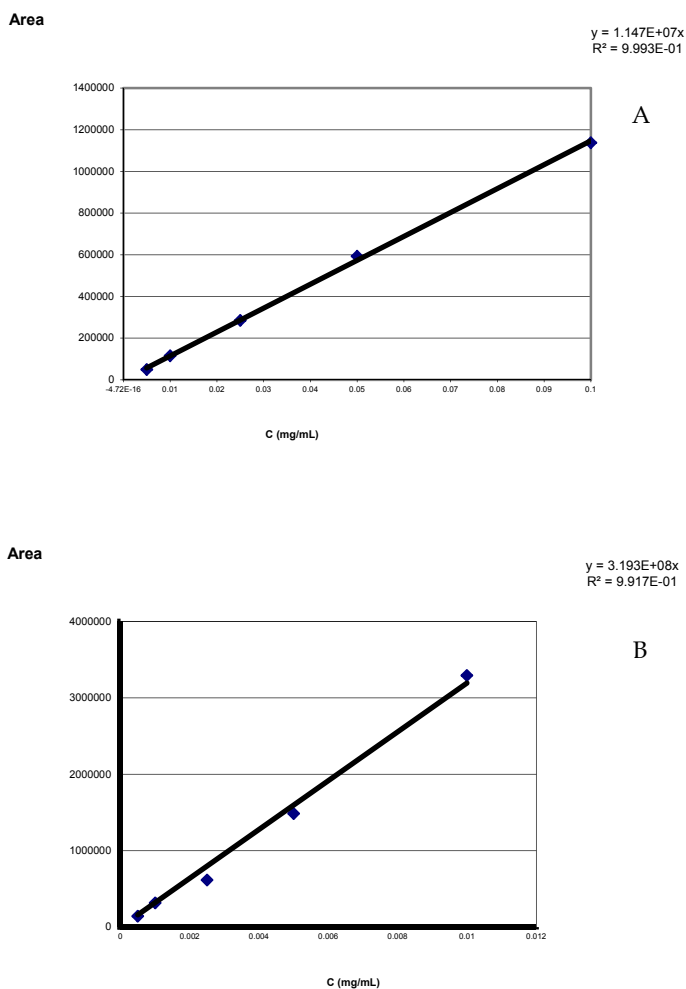 Area
y = 1.147E+07x
R² = 9.993E-01
A
1400000
1200000
1000000
800000
600000
400000
200000
0
-4.72E-16 0.01 0.02 0.03 0.04 0.05 0.06 0.07 0.08 0.09 0.1
C (mg/mL)
Area
y = 3.193E+08x
R² = 9.917E-01
B
4000000
3000000
2000000
1000000
0
0 0.002 0.004 0.006 0.008 0.01 0.012
C (mg/mL)